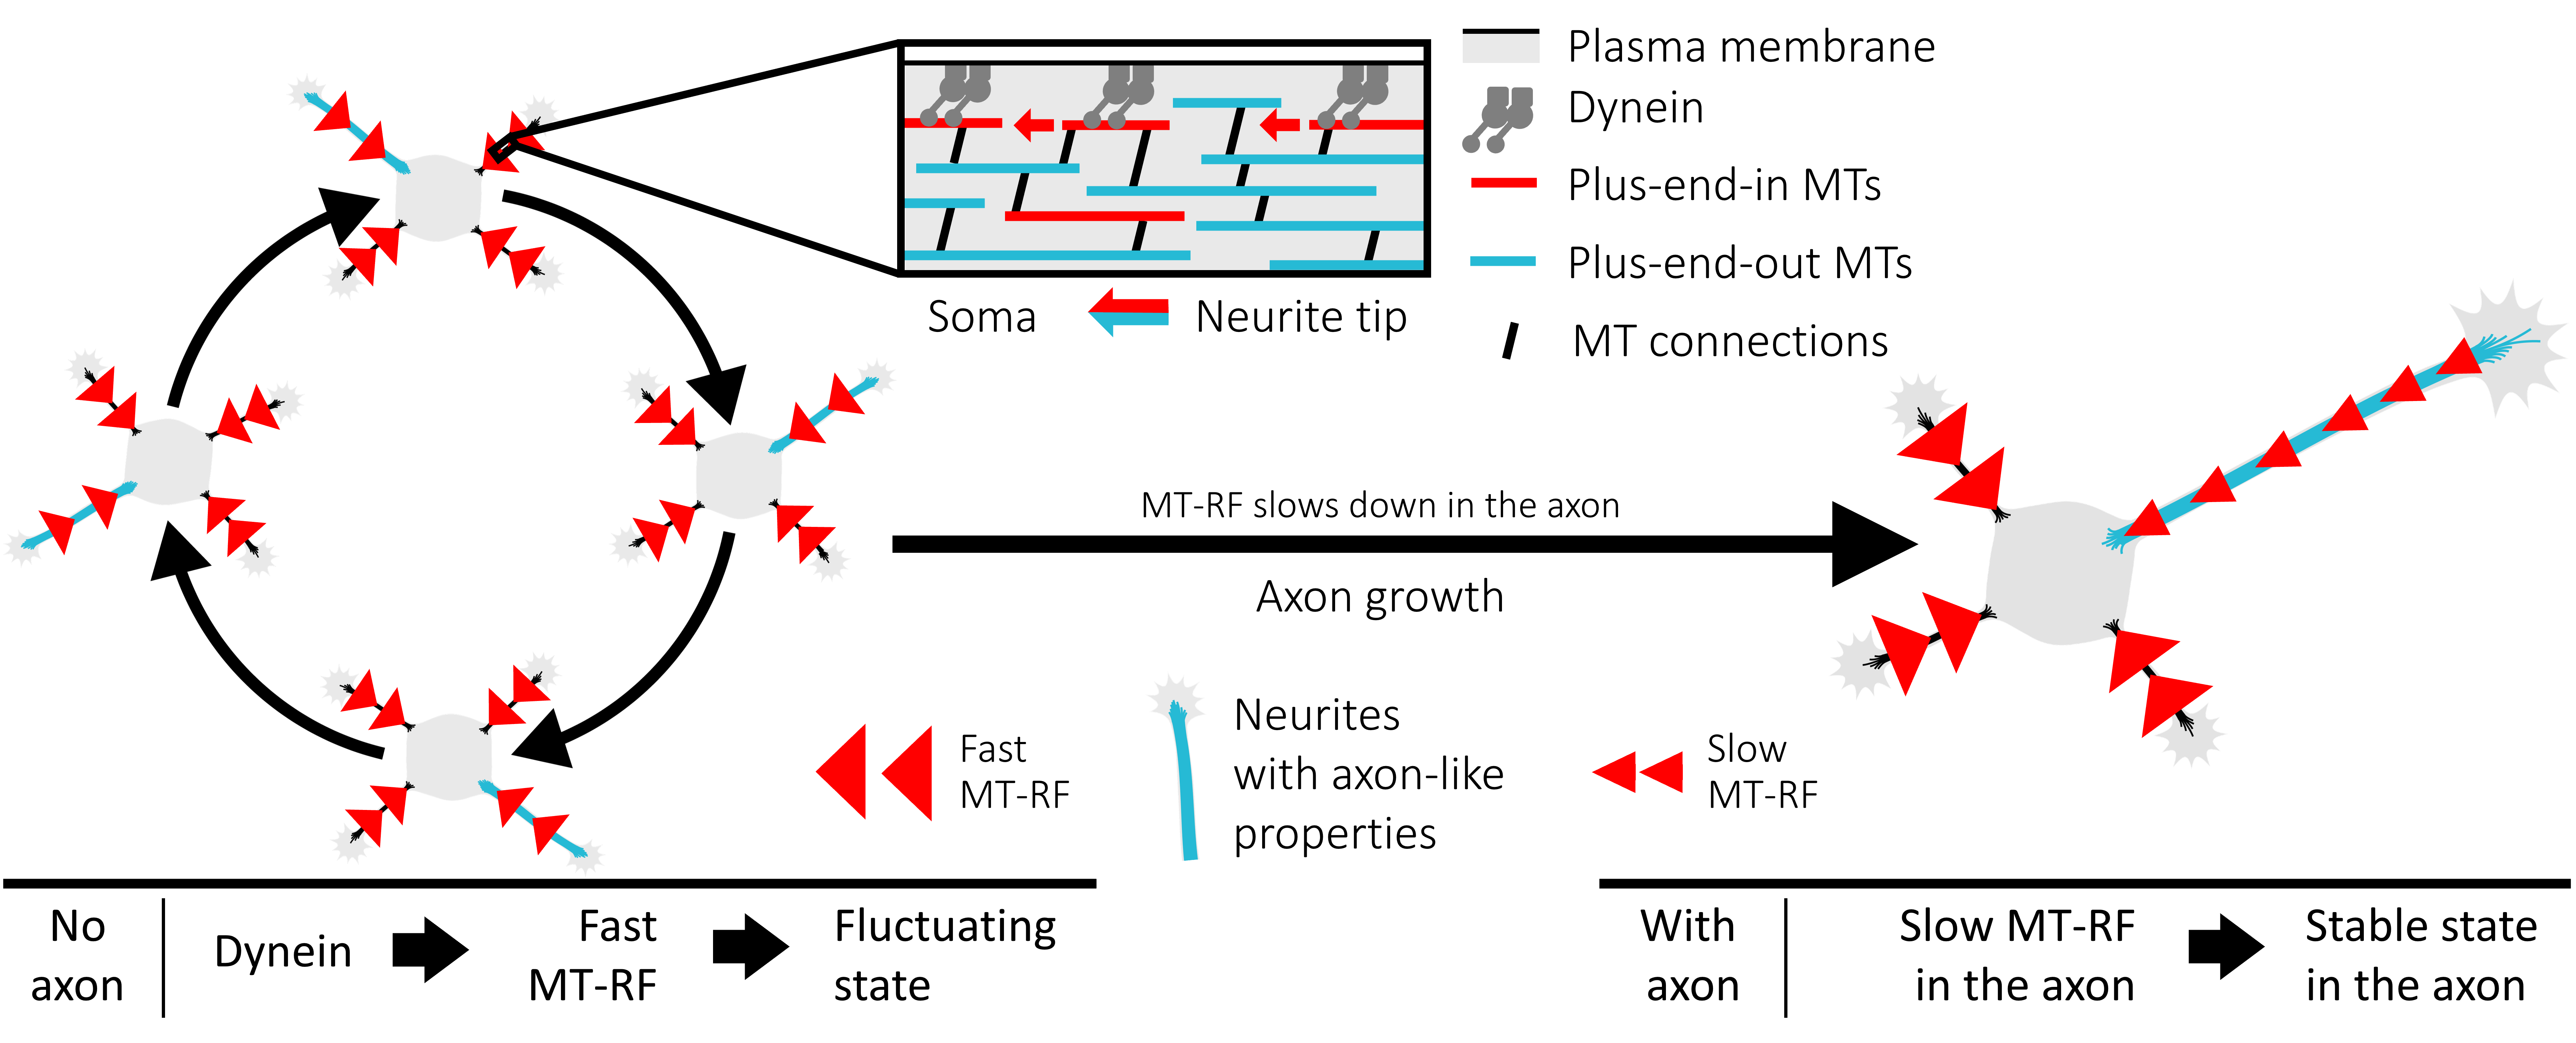 Plasma membrane
Dynein
Plus-end-in MTs
Plus-end-out MTs
MT connections
Soma
Neurite tip
MT-RF slows down in the axon
Axon growth
Fast
MT-RF
Neurites
with axon-like
properties
Slow
MT-RF
No
axon
Dynein
Fast
MT-RF
Fluctuating
state
With
axon
Slow MT-RF
in the axon
Stable state
in the axon